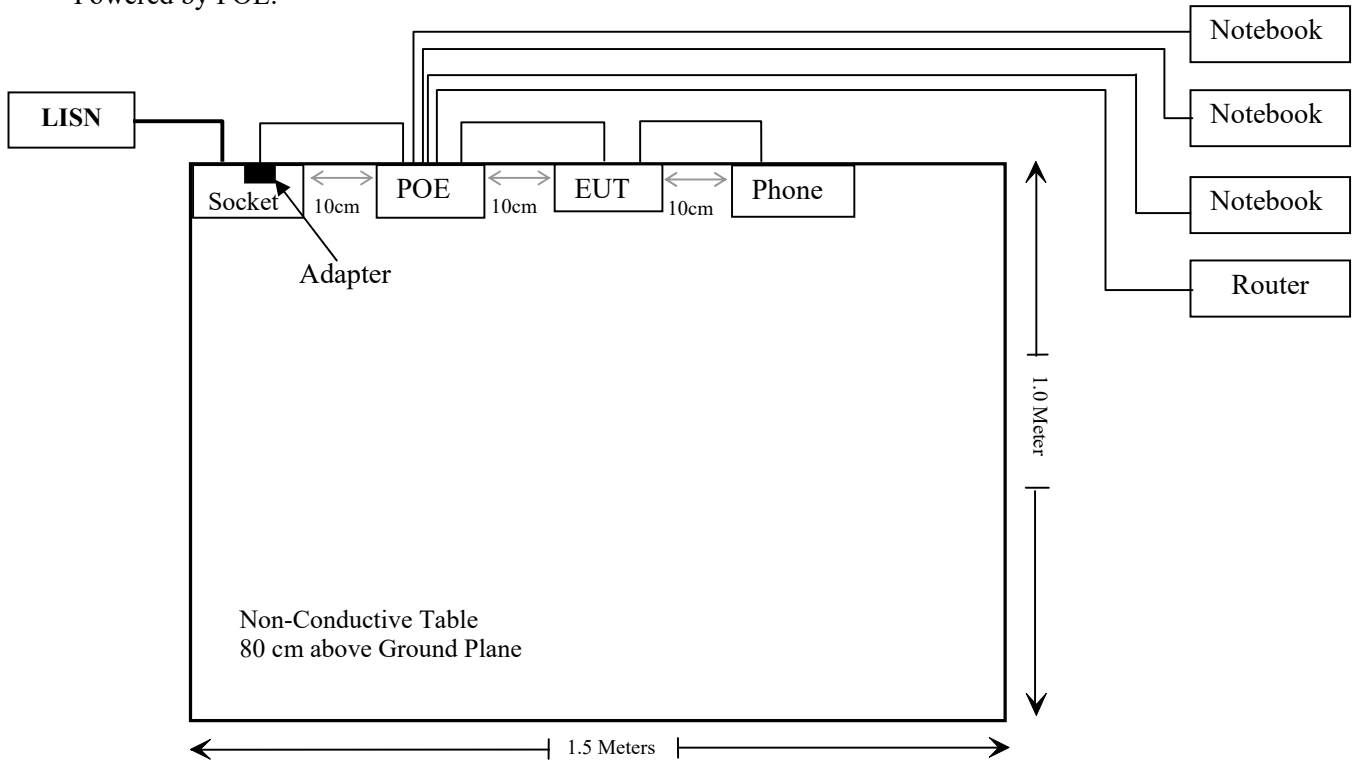 Powered by POE:
Notebook
LISN
Notebook
Socket
10cm
POE
10cm
EUT
10cm
Phone
Notebook
Adapter
Router
1.0 Meter
Non-Conductive Table
80 cm above Ground Plane
1.5 Meters